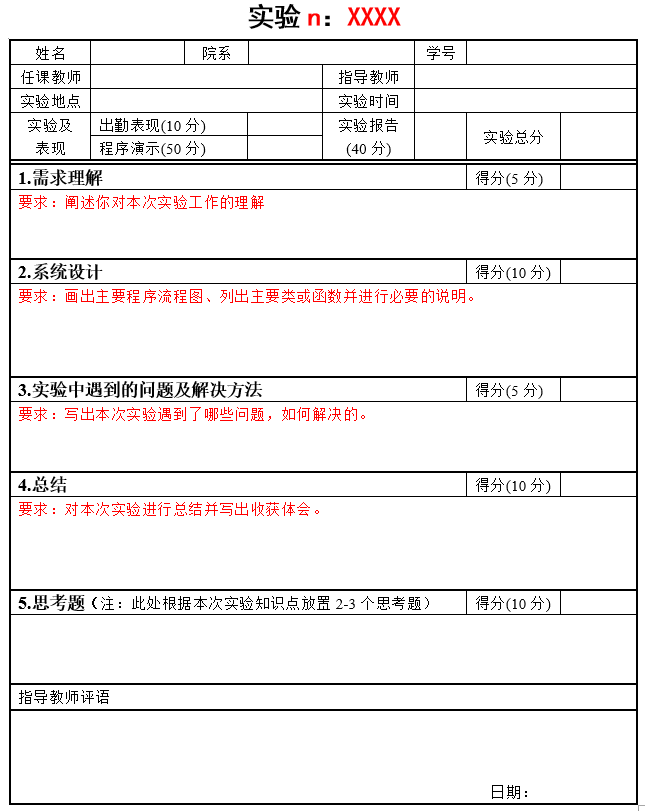 实验 n：XXXX
姓名 院系 学号
任课教师 指导教师
实验地点 实验时间
实验及 出勤表现(10 分) 实验报告 实验总分
表现 程序演示(50 分) (40 分)
1.需求理解 得分(5 分)
要求：阐述你对本次实验工作的理解
2.系统设计 得分(10 分)
要求：画出主要程序流程图、列出主要类或函数并进行必要的说明。
3.实验中遇到的问题及解决方法 得分(5 分)
要求：写出本次实验遇到了哪些问题，如何解决的。
4.总结 得分(10 分)
要求：对本次实验进行总结并写出收获体会。
5.思考题（注：此处根据本次实验知识点放置 2-3 个思考题） 得分(10 分)
指导教师评语
日期：